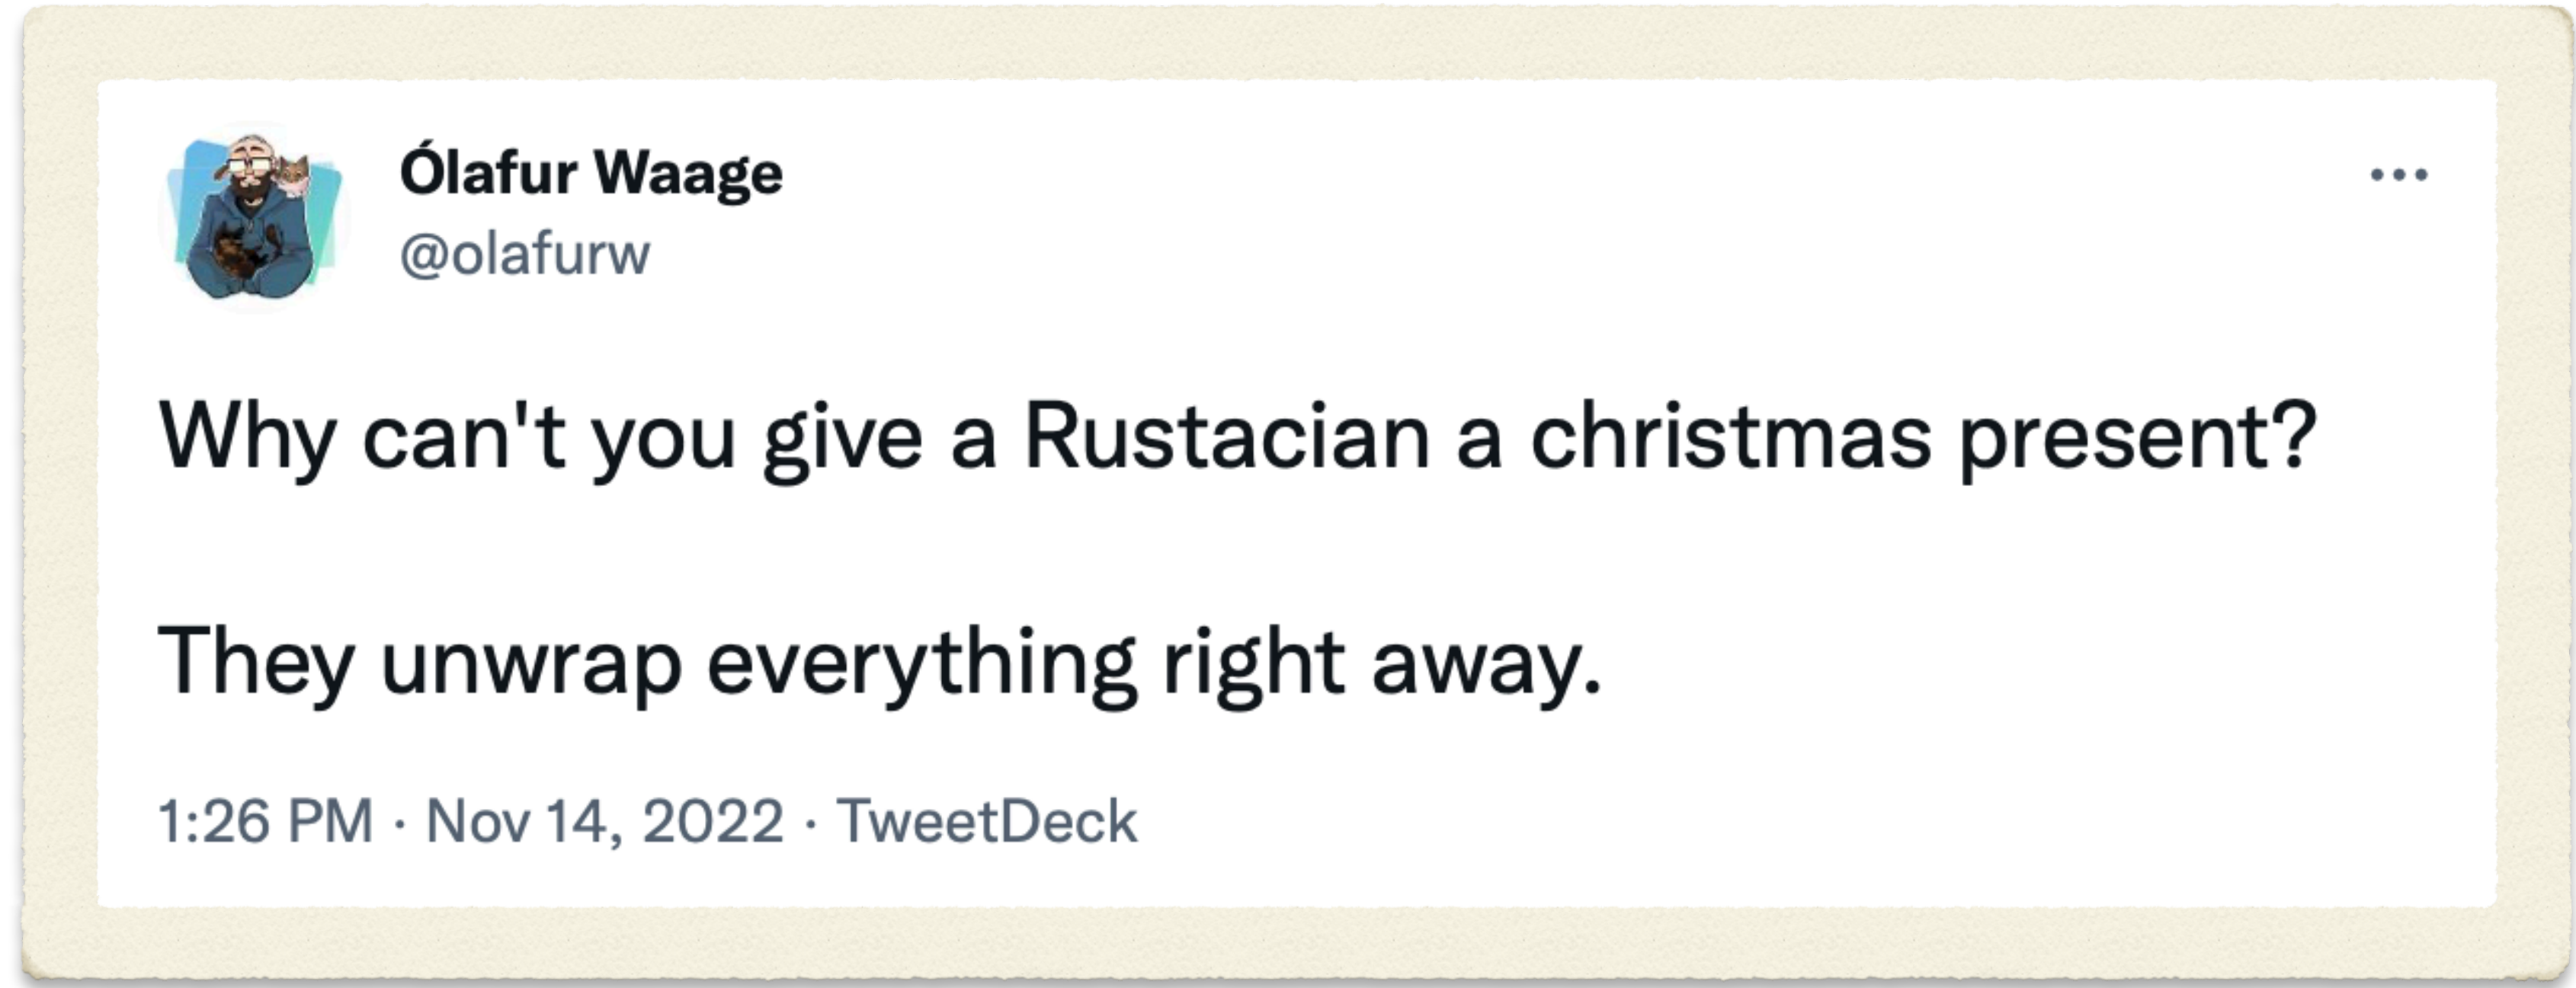 Ólafur Waage
@olafurw
Why can't you give a Rustacian a christmas present?
They unwrap everything right away.
1:26 PM · Nov 14, 2022 · TweetDeck